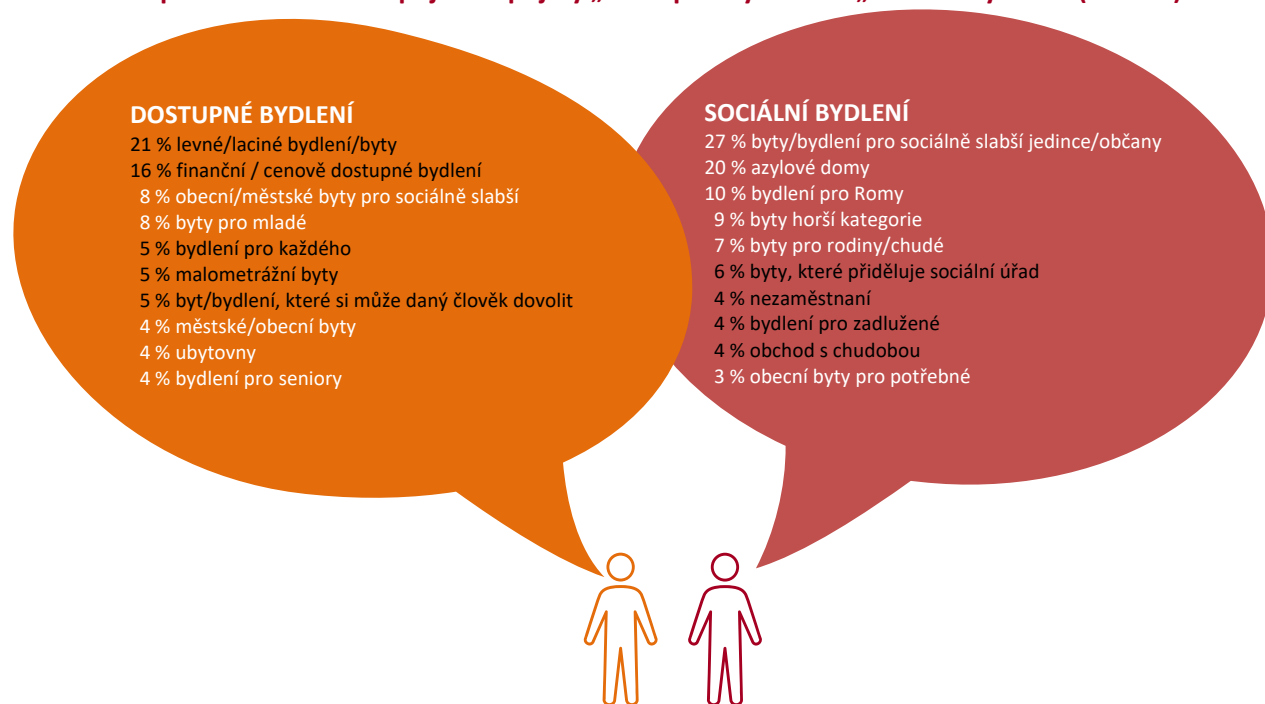 DOSTUPNÉ BYDLENÍ
21 % levné/laciné bydlení/byty
16 % finanční / cenově dostupné bydlení
8 % obecní/městské byty pro sociálně slabší
8 % byty pro mladé
5 % bydlení pro každého
5 % malometrážní byty
5 % byt/bydlení, které si může daný člověk dovolit
4 % městské/obecní byty
4 % ubytovny
4 % bydlení pro seniory
SOCIÁLNÍ BYDLENÍ
27 % byty/bydlení pro sociálně slabší jedince/občany
20 % azylové domy
10 % bydlení pro Romy
9 % byty horší kategorie
7 % byty pro rodiny/chudé
6 % byty, které přiděluje sociální úřad
4 % nezaměstnaní
4 % bydlení pro zadlužené
4 % obchod s chudobou
3 % obecní byty pro potřebné